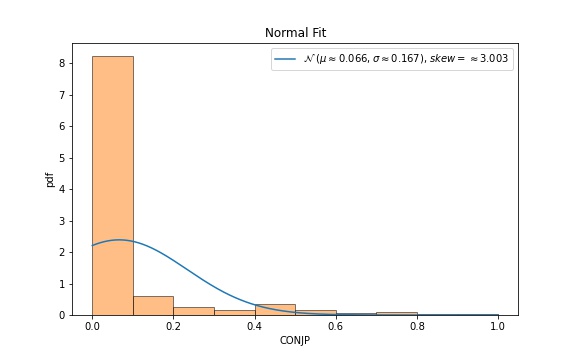 Normal Fit
𝒩 (μ ≈ 0.066, σ ≈ 0.167), skew = ≈ 3.003
8
7
6
5
4
3
2
1
0
pdf
0.0 0.2 0.4 0.6 0.8 1.0
CONJP